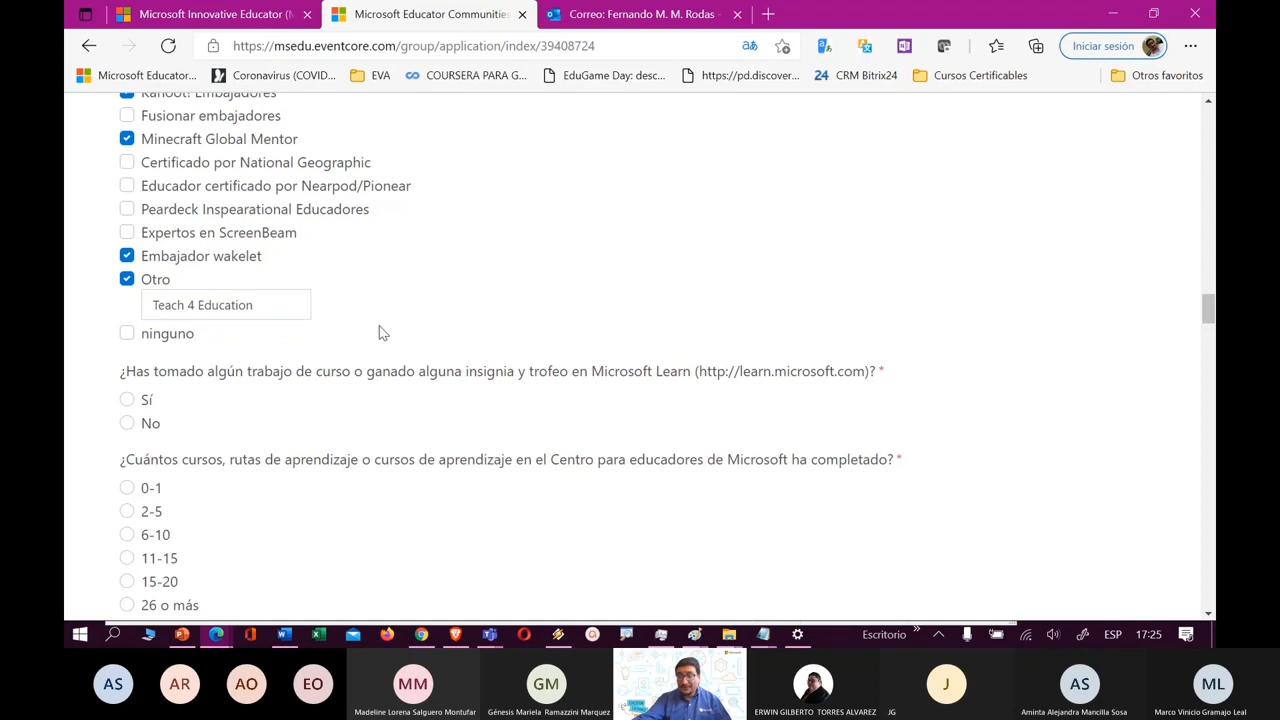 Microsoft Innovative Educator (M
Microsoft Educator Communities
Correo: Fernando M. M. Rodas -
https://msedu.eventcore.com/group/application/index/39408724
Iniciar sesión
Microsoft Educator...
Coronavirus (COVID...
EVA
COURSERA PARA G...
EduGame Day: desc...
https://pd.discover...
24 CRM Bitrix24
Cursos Certificables
Otros favoritos
Kahoot! Embajadores
Fusionar embajadores
Minecraft Global Mentor
Certificado por National Geographic
Educador certificado por Nearpod/Pionear
Peardeck Inspearational Educadores
Expertos en ScreenBeam
Embajador wakelet
Otro
Teach 4 Education
ninguno
¿Has tomado algún trabajo de curso o ganado alguna insignia y trofeo en Microsoft Learn (http://learn.microsoft.com)? *
Sí
No
¿Cuántos cursos, rutas de aprendizaje o cursos de aprendizaje en el Centro para educadores de Microsoft ha completado? *
0-1
2-5
6-10
11-15
15-20
26 o más
Escritorio
ESP
17:25
AS
AR
AO
EO
MM
GM
J
AS
ML
Madeline Lorena Salguero Montufar
Génesis Mariela Ramazzini Marquez
ERWIN GILBERTO TORRES ALVAREZ
JG
Aminta Alejandra Mancilla Sosa
Marco Vinicio Gramajo Leal